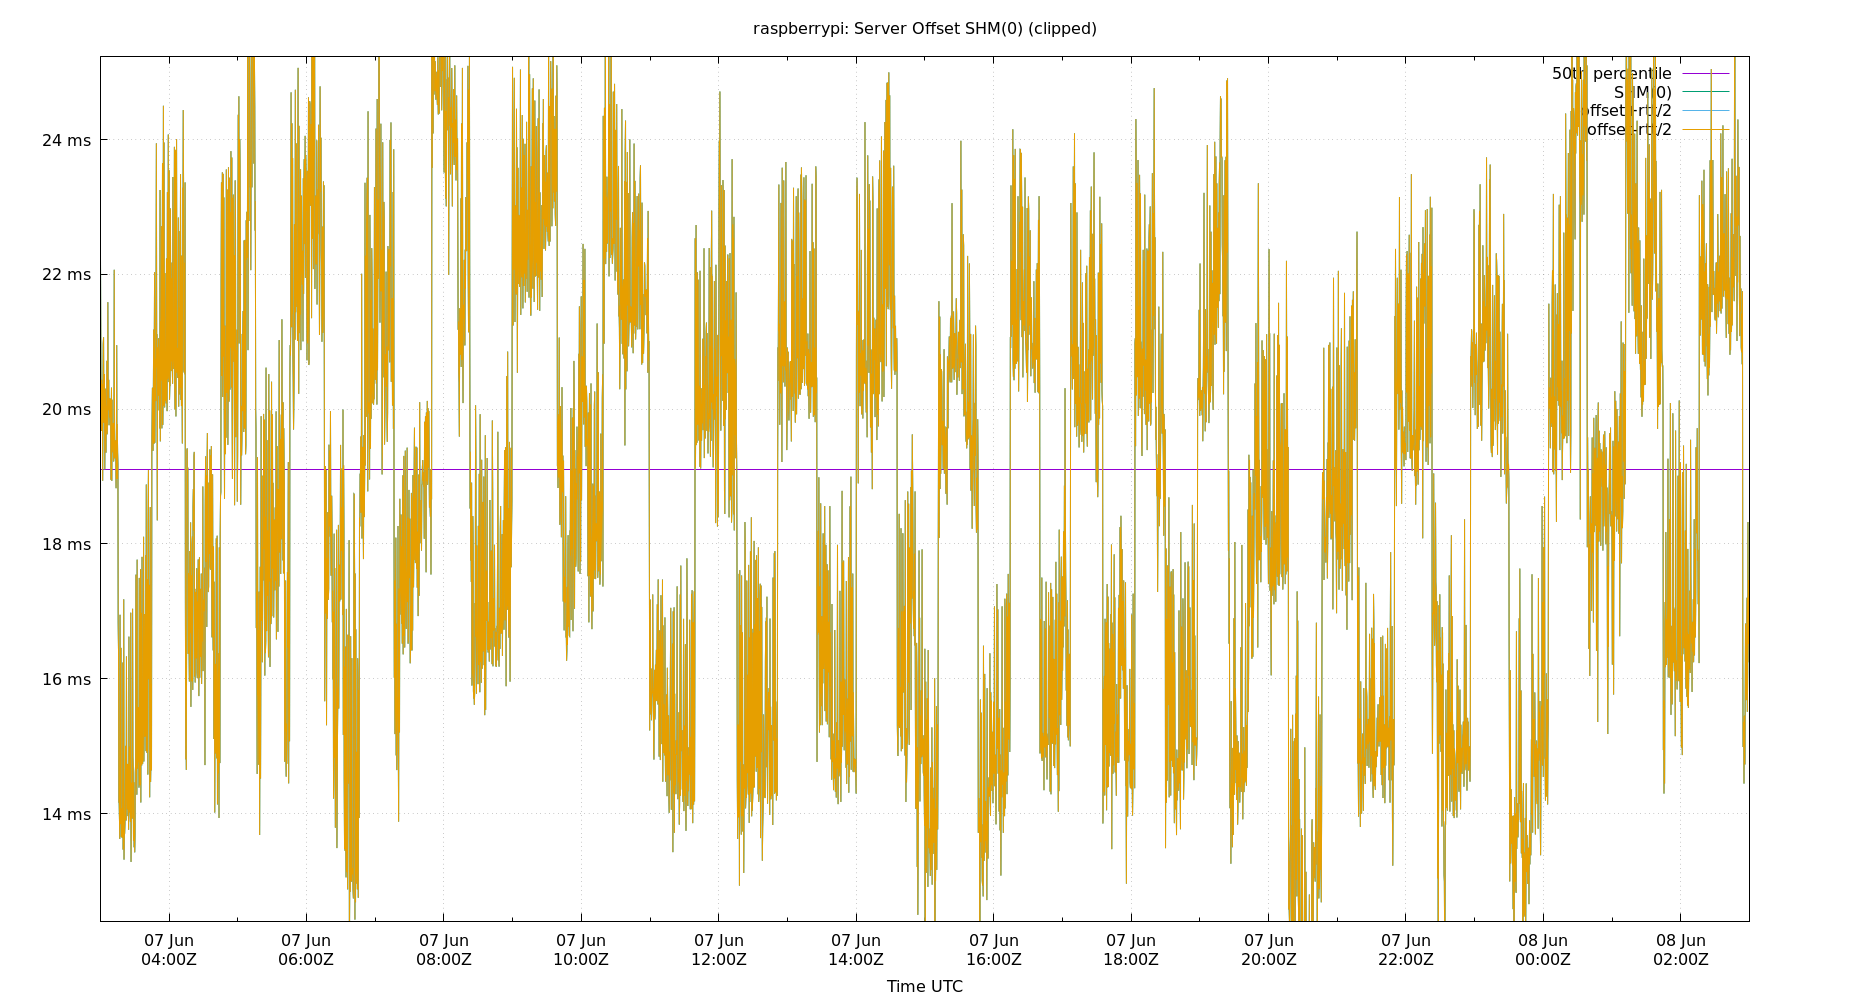 raspberrypi: Server Offset SHM(0) (clipped)
50th percentile
SHM(0)
offset+rtt/2
offset-rtt/2
24 ms
22 ms
20 ms
18 ms
16 ms
14 ms
07 Jun 07 Jun 07 Jun 07 Jun 07 Jun 07 Jun 07 Jun 07 Jun 07 Jun 07 Jun 08 Jun 08 Jun
04:00Z 06:00Z 08:00Z 10:00Z 12:00Z 14:00Z 16:00Z 18:00Z 20:00Z 22:00Z 00:00Z 02:00Z
Time UTC